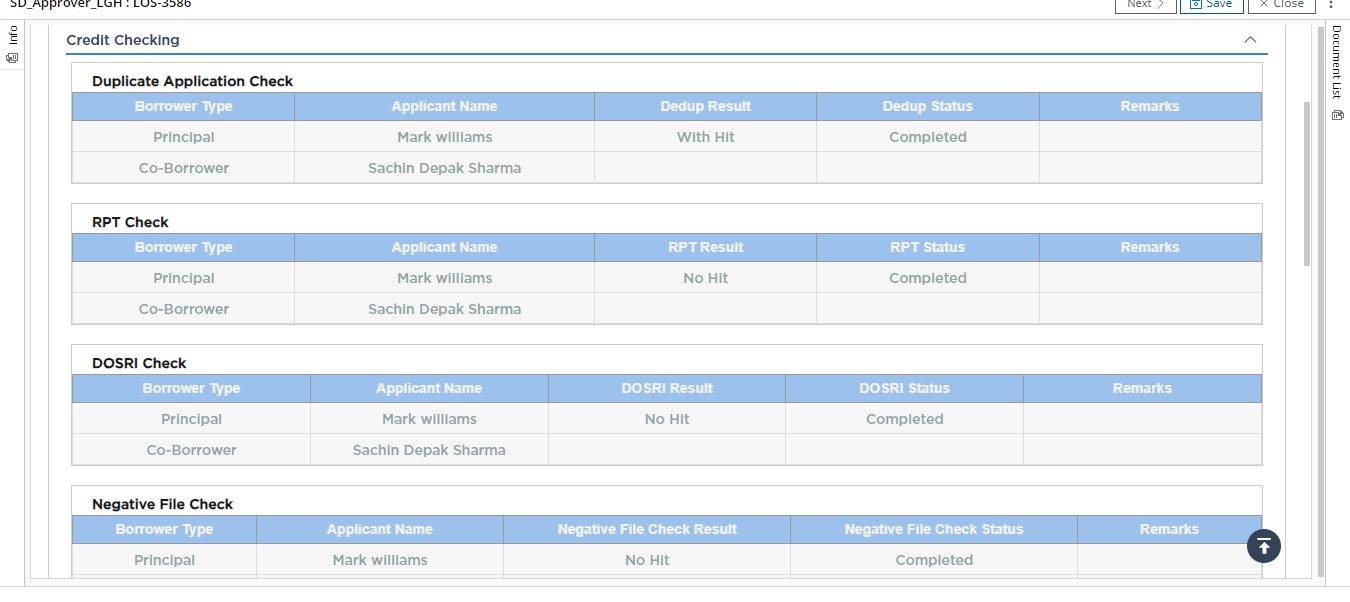 SD_Approver_LGH : LOS-3586
Next
Save
Close
Info
Document List
Credit Checking
Duplicate Application Check
Borrower Type Applicant Name Dedup Result Dedup Status Remarks
Principal Mark williams With Hit Completed
Co-Borrower Sachin Depak Sharma
RPT Check
Borrower Type Applicant Name RPT Result RPT Status Remarks
Principal Mark williams No Hit Completed
Co-Borrower Sachin Depak Sharma
DOSRI Check
Borrower Type Applicant Name DOSRI Result DOSRI Status Remarks
Principal Mark williams No Hit Completed
Co-Borrower Sachin Depak Sharma
Negative File Check
Borrower Type Applicant Name Negative File Check Result Negative File Check Status Remarks
Principal Mark williams No Hit Completed